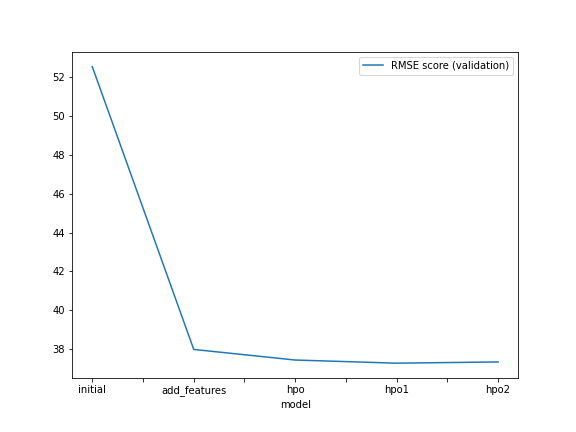 RMSE score (validation)
52
50
48
46
44
42
40
38
initial add_features hpo hpo1 hpo2
model